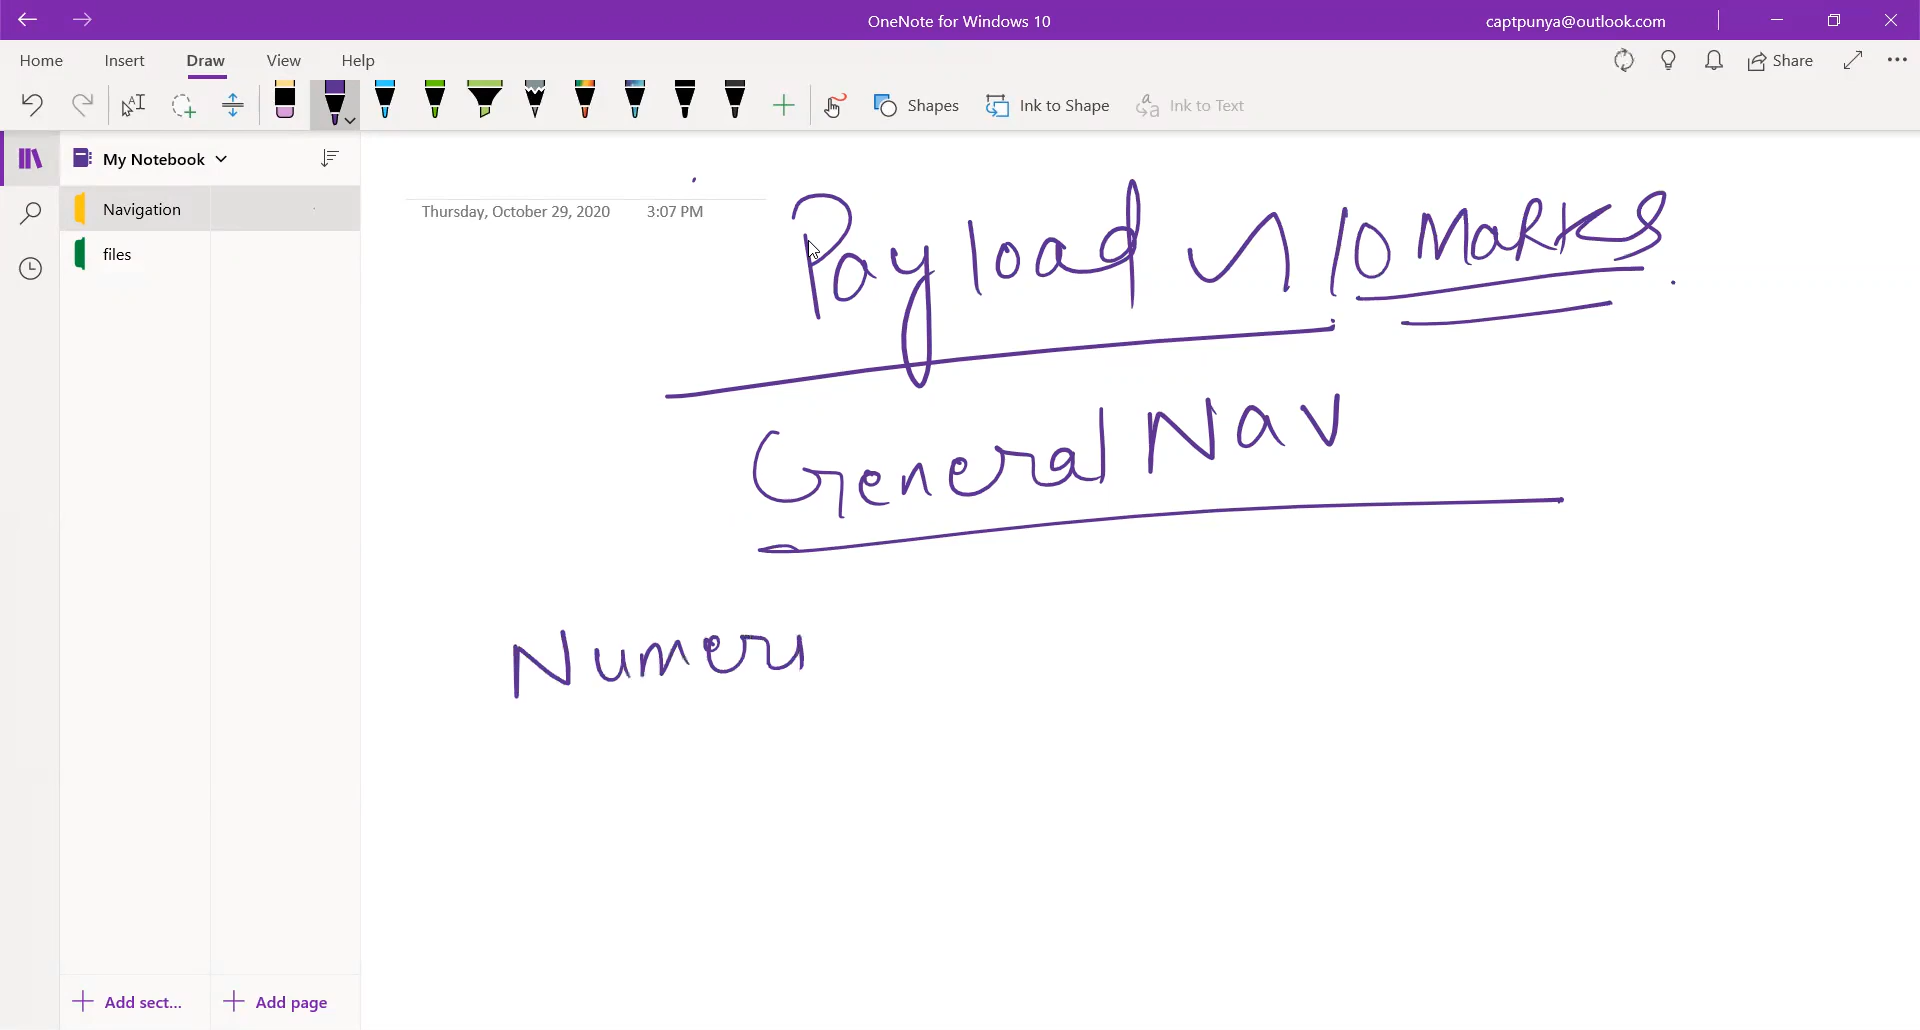 OneNote for Windows 10
captpunya@outlook.com
Home Insert Draw View Help
Share
Shapes Ink to Shape Ink to Text
My Notebook
Navigation
files
Thursday, October 29, 2020 3:07 PM
Payload ~ 10 Marks
General Nav
Numeri
Add sect...
Add page